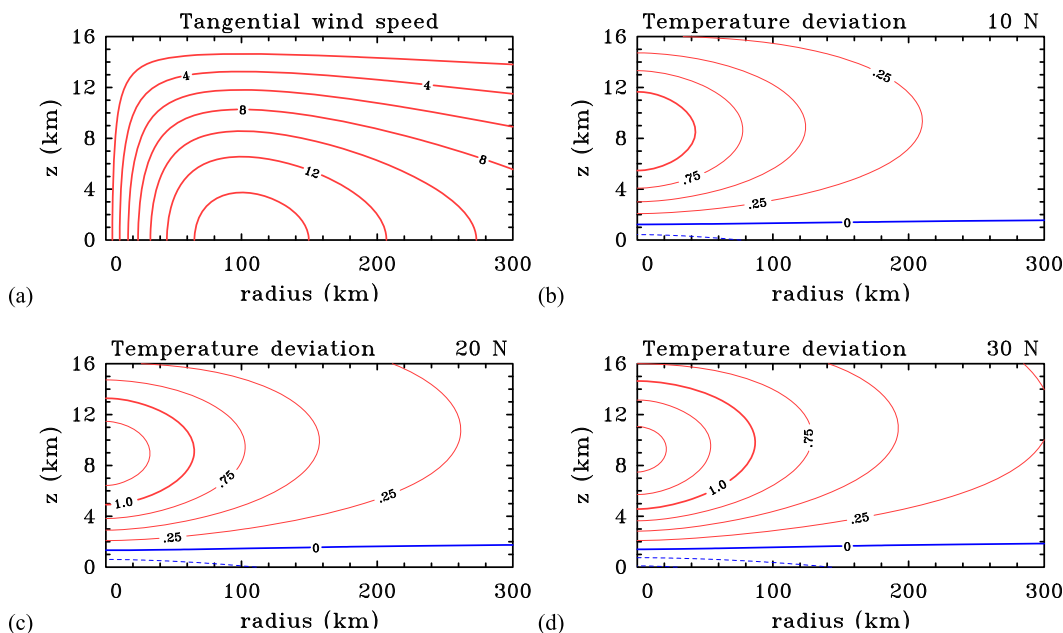 Tangential wind speed
16
12
8
4
0
z (km)
4
4
8
8
12
0 100 200 300
radius (km)
(a)
Temperature deviation 10 N
16
12
8
4
0
z (km)
.25
.75
.25
0
0 100 200 300
radius (km)
(b)
Temperature deviation 20 N
16
12
8
4
0
z (km)
1.0
.75
.25
.25
0
0 100 200 300
radius (km)
(c)
Temperature deviation 30 N
16
12
8
4
0
z (km)
.75
1.0
.25
0
0 100 200 300
radius (km)
(d)